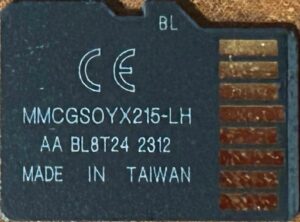 BL
CE
MMCGSOYX215-LH
AA BL8T24 2312
MADE IN TAIWAN